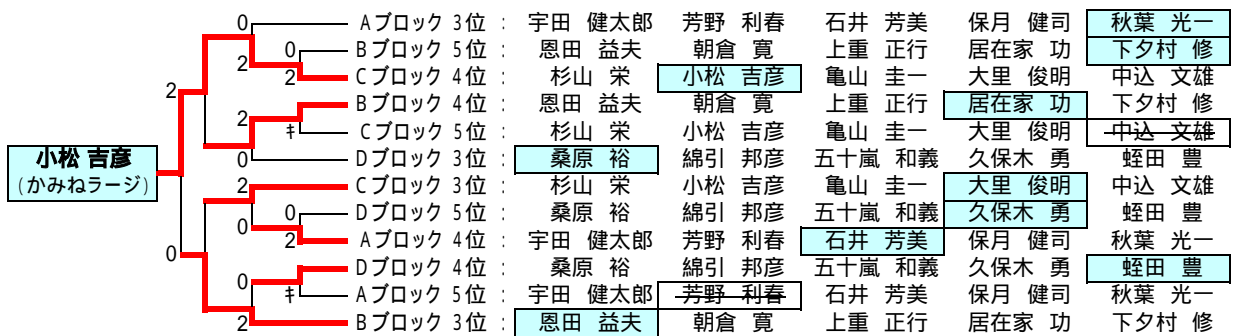 0 Aブロック 3位 : 宇田 健太郎 芳野 利春 石井 芳美 保月 健司 秋葉 光一
0 Bブロック 5位 : 恩田 益夫 朝倉 寛 上重 正行 居在家 功 下夕村 修
2
2 Cブロック 4位 : 杉山 栄 小松 吉彦 亀山 圭一 大里 俊明 中込 文雄
2
Bブロック 4位 : 恩田 益夫 朝倉 寛 上重 正行 居在家 功 下夕村 修
2
キ Cブロック 5位 : 杉山 栄 小松 吉彦 亀山 圭一 大里 俊明 中込 文雄
0 Dブロック 3位 : 桑原 裕 綿引 邦彦 五十嵐 和義 久保木 勇 蛭田 豊
小松 吉彦
(かみねラージ)
2 Cブロック 3位 : 杉山 栄 小松 吉彦 亀山 圭一 大里 俊明 中込 文雄
0 Dブロック 5位 : 桑原 裕 綿引 邦彦 五十嵐 和義 久保木 勇 蛭田 豊
0
2 Aブロック 4位 : 宇田 健太郎 芳野 利春 石井 芳美 保月 健司 秋葉 光一
0
Dブロック 4位 : 桑原 裕 綿引 邦彦 五十嵐 和義 久保木 勇 蛭田 豊
0
キ Aブロック 5位 : 宇田 健太郎 芳野 利春 石井 芳美 保月 健司 秋葉 光一
2 Bブロック 3位 : 恩田 益夫 朝倉 寛 上重 正行 居在家 功 下夕村 修